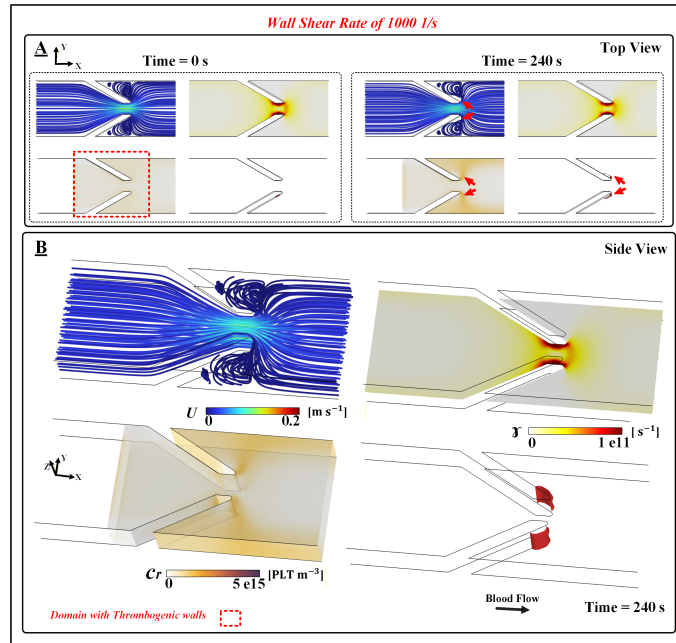 Wall Shear Rate of 1000 1/s
A
Y
X
Top View
Time = 0 s
Time = 240 s
B
Side View
U
0
0.2
[m s⁻¹]
ɣ
0
1 e11
[s⁻¹]
Z
Y
X
Cr
0
5 e15
[PLT m⁻³]
Blood Flow
Domain with Thrombogenic walls
Time = 240 s